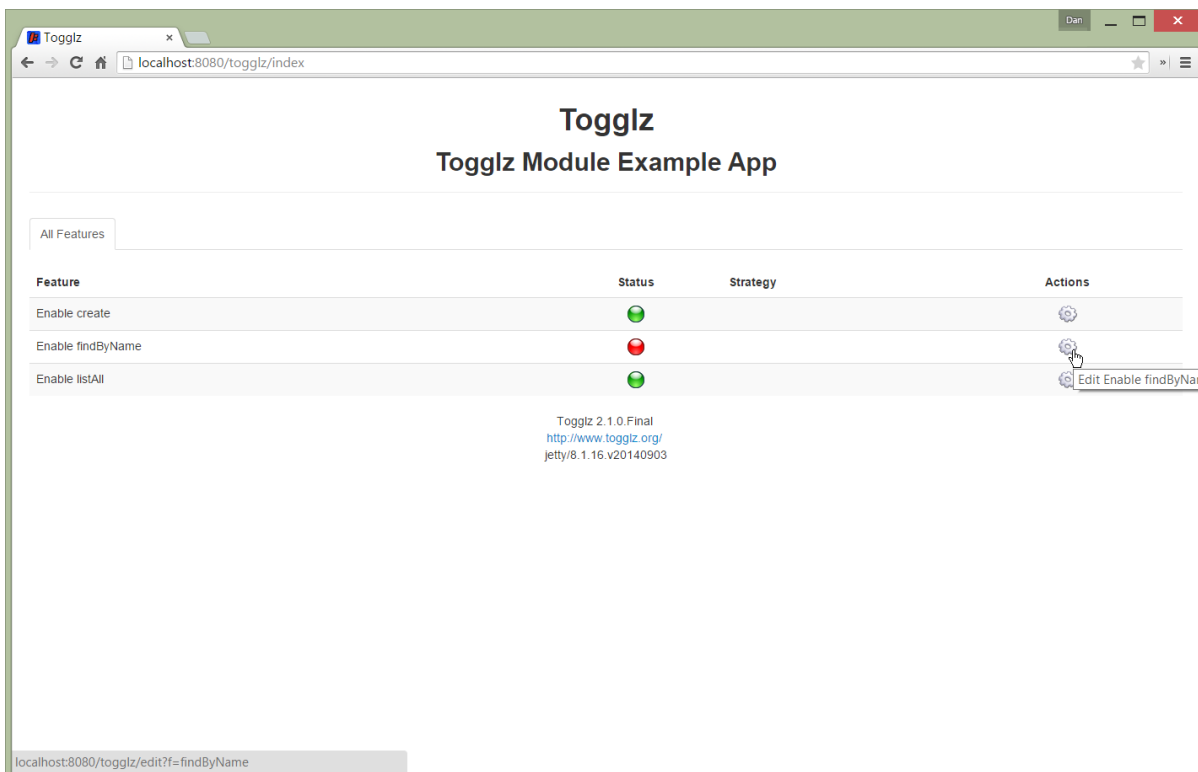 Dan
Togglz
localhost:8080/togglz/index
Togglz
Togglz Module Example App
All Features
Feature Status Strategy Actions
Enable create
Enable findByName
Enable listAll
Edit Enable
Togglz 2.1.0.Final
http://www.togglz.org/
jetty/8.1.16.v20140903
localhost:8080/togglz/edit?f=findByName